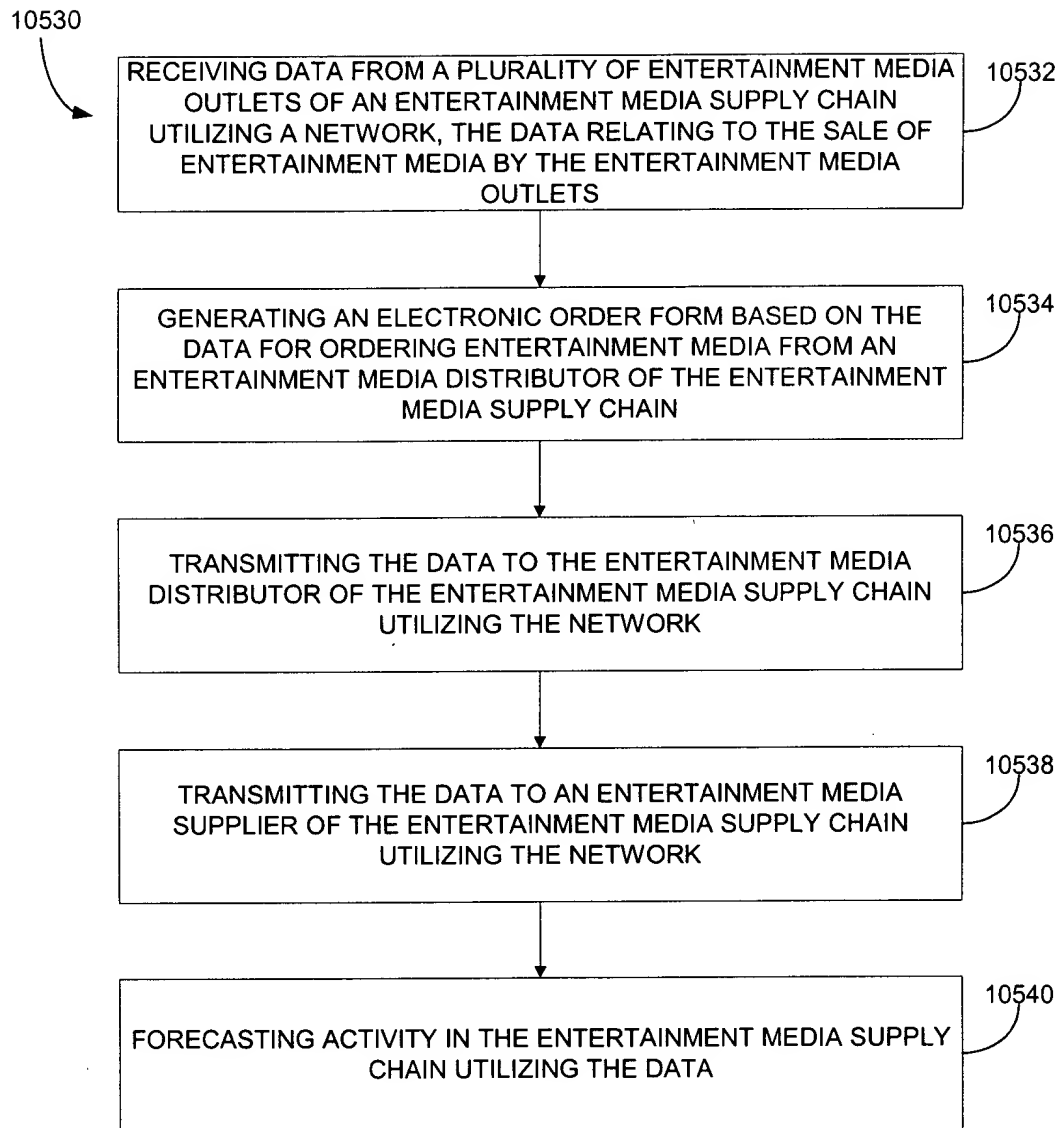 10530
RECEIVING DATA FROM A PLURALITY OF ENTERTAINMENT MEDIA
OUTLETS OF AN ENTERTAINMENT MEDIA SUPPLY CHAIN
UTILIZING A NETWORK, THE DATA RELATING TO THE SALE OF
ENTERTAINMENT MEDIA BY THE ENTERTAINMENT MEDIA
OUTLETS
10532
GENERATING AN ELECTRONIC ORDER FORM BASED ON THE
DATA FOR ORDERING ENTERTAINMENT MEDIA FROM AN
ENTERTAINMENT MEDIA DISTRIBUTOR OF THE ENTERTAINMENT
MEDIA SUPPLY CHAIN
10534
TRANSMITTING THE DATA TO THE ENTERTAINMENT MEDIA
DISTRIBUTOR OF THE ENTERTAINMENT MEDIA SUPPLY CHAIN
UTILIZING THE NETWORK
10536
TRANSMITTING THE DATA TO AN ENTERTAINMENT MEDIA
SUPPLIER OF THE ENTERTAINMENT MEDIA SUPPLY CHAIN
UTILIZING THE NETWORK
10538
FORECASTING ACTIVITY IN THE ENTERTAINMENT MEDIA SUPPLY
CHAIN UTILIZING THE DATA
10540